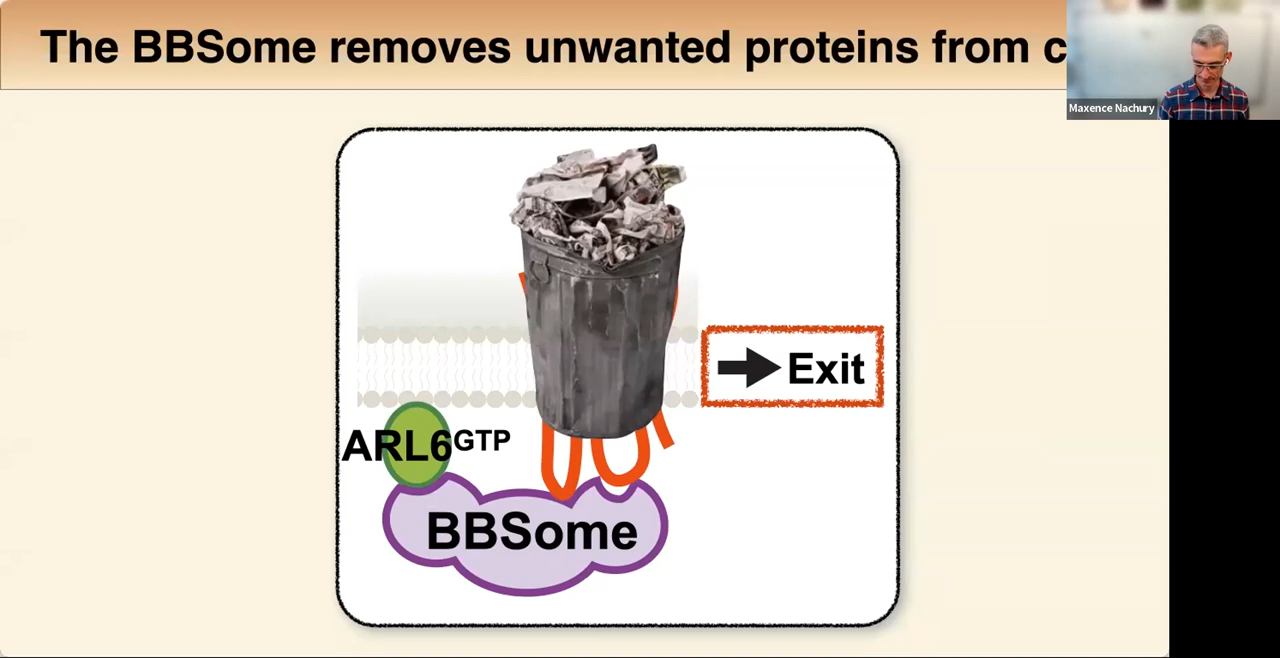 The BBSome removes unwanted proteins from c
Maxence Nachury
Exit
ARL6GTP
BBSome